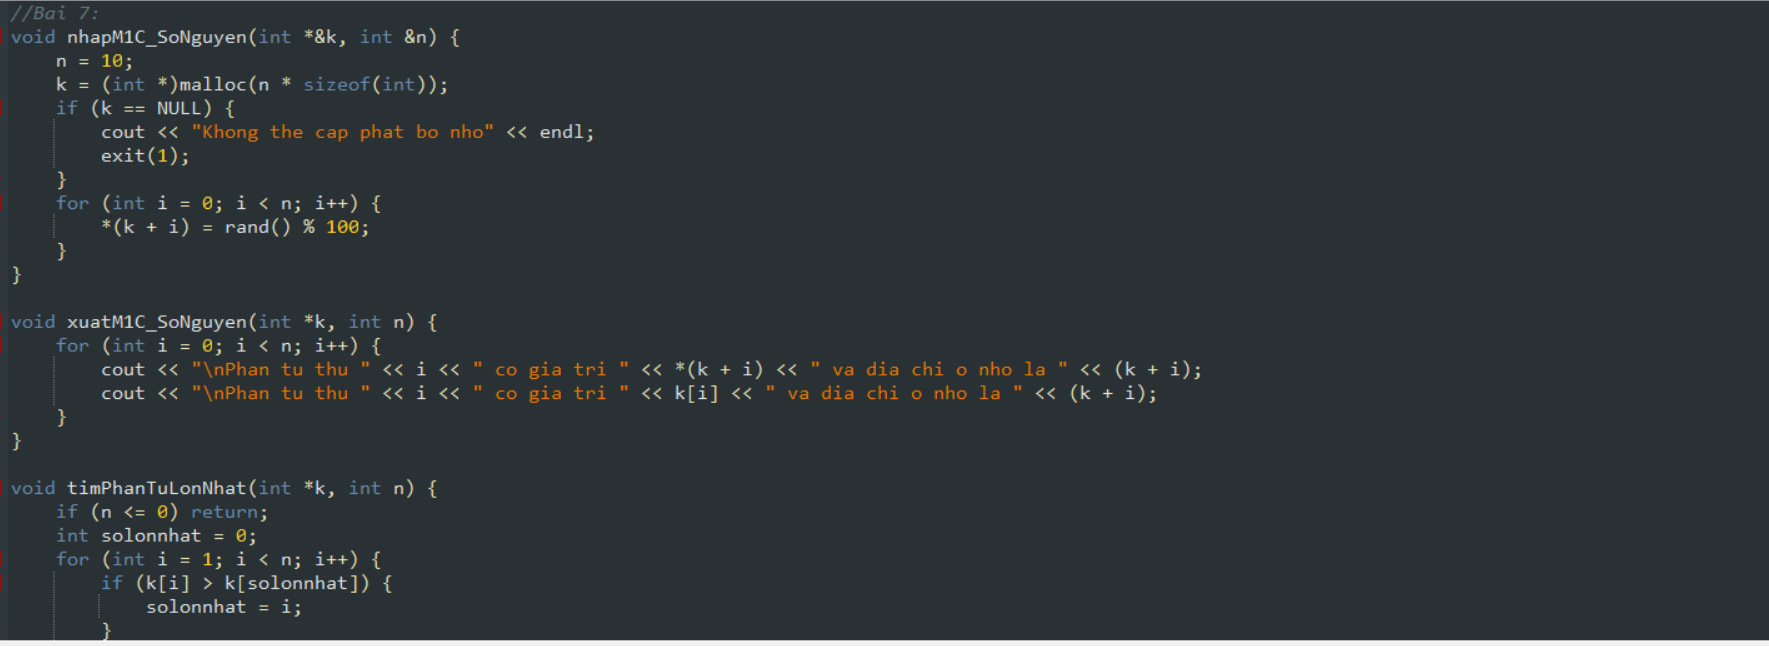 //Bai 7:
void nhapM1C_SoNguyen(int *&k, int &n) {
    n = 10;
    k = (int *)malloc(n * sizeof(int));
    if (k == NULL) {
        cout << "Khong the cap phat bo nho" << endl;
        exit(1);
    }
    for (int i = 0; i < n; i++) {
        *(k + i) = rand() % 100;
    }
}

void xuatM1C_SoNguyen(int *k, int n) {
    for (int i = 0; i < n; i++) {
        cout << "\nPhan tu thu " << i << " co gia tri " << *(k + i) << " va dia chi o nho la " << (k + i);
        cout << "\nPhan tu thu " << i << " co gia tri " << k[i] << " va dia chi o nho la " << (k + i);
    }
}

void timPhanTuLonNhat(int *k, int n) {
    if (n <= 0) return;
    int solonnhat = 0;
    for (int i = 1; i < n; i++) {
        if (k[i] > k[solonnhat]) {
            solonnhat = i;
        }